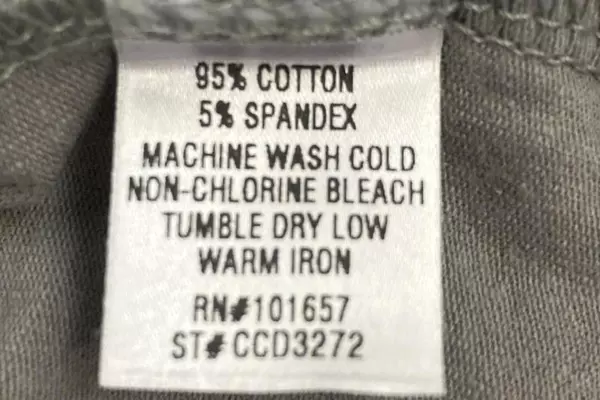 95% COTTON
5% SPANDEX
MACHINE WASH COLD
NON-CHLORINE BLEACH
TUMBLE DRY LOW
WARM IRON
RN#101657
ST#CCD3272